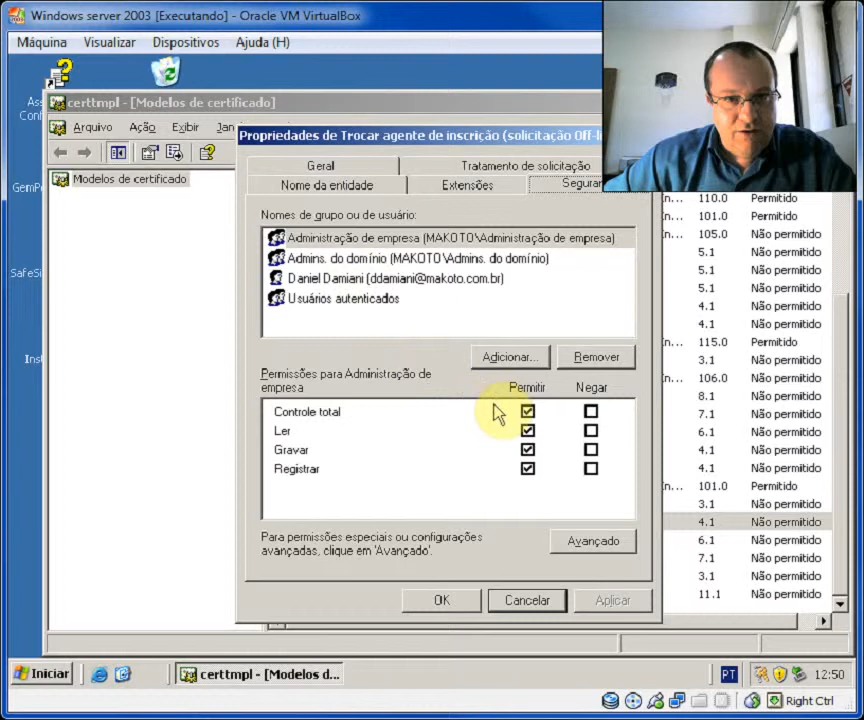 Windows server 2003 [Executando] - Oracle VM VirtualBox
Máquina Visualizar Dispositivos Ajuda (H)
certtmpl - [Modelos de certificado]
Arquivo Ação Exibir
Propriedades de Trocar agente de inscrição (solicitação Off-li
Modelos de certificado
Geral Tratamento de solicitação
Nome da entidade Extensões Seguran
Nomes de grupo ou de usuário:
Administração de empresa (MAKOTO\Administração de empresa)
Admins. do domínio (MAKOTO\Admins. do domínio)
Daniel Damiani (ddamiani@makoto.com.br)
Usuários autenticados
Adicionar... Remover
Permissões para Administração de
empresa Permitir Negar
Controle total
Ler
Gravar
Registrar
Para permissões especiais ou configurações
avançadas, clique em 'Avançado'.
Avançado
OK Cancelar Aplicar
110.0 Permitido
101.0 Permitido
105.0 Não permitido
5.1 Não permitido
5.1 Não permitido
5.1 Não permitido
4.1 Não permitido
4.1 Não permitido
115.0 Permitido
3.1 Não permitido
106.0 Não permitido
8.1 Não permitido
7.1 Não permitido
6.1 Não permitido
4.1 Não permitido
4.1 Não permitido
101.0 Permitido
3.1 Não permitido
4.1 Não permitido
6.1 Não permitido
7.1 Não permitido
3.1 Não permitido
11.1 Não permitido
Iniciar certtmpl - [Modelos d... PT 12:50
Right Ctrl